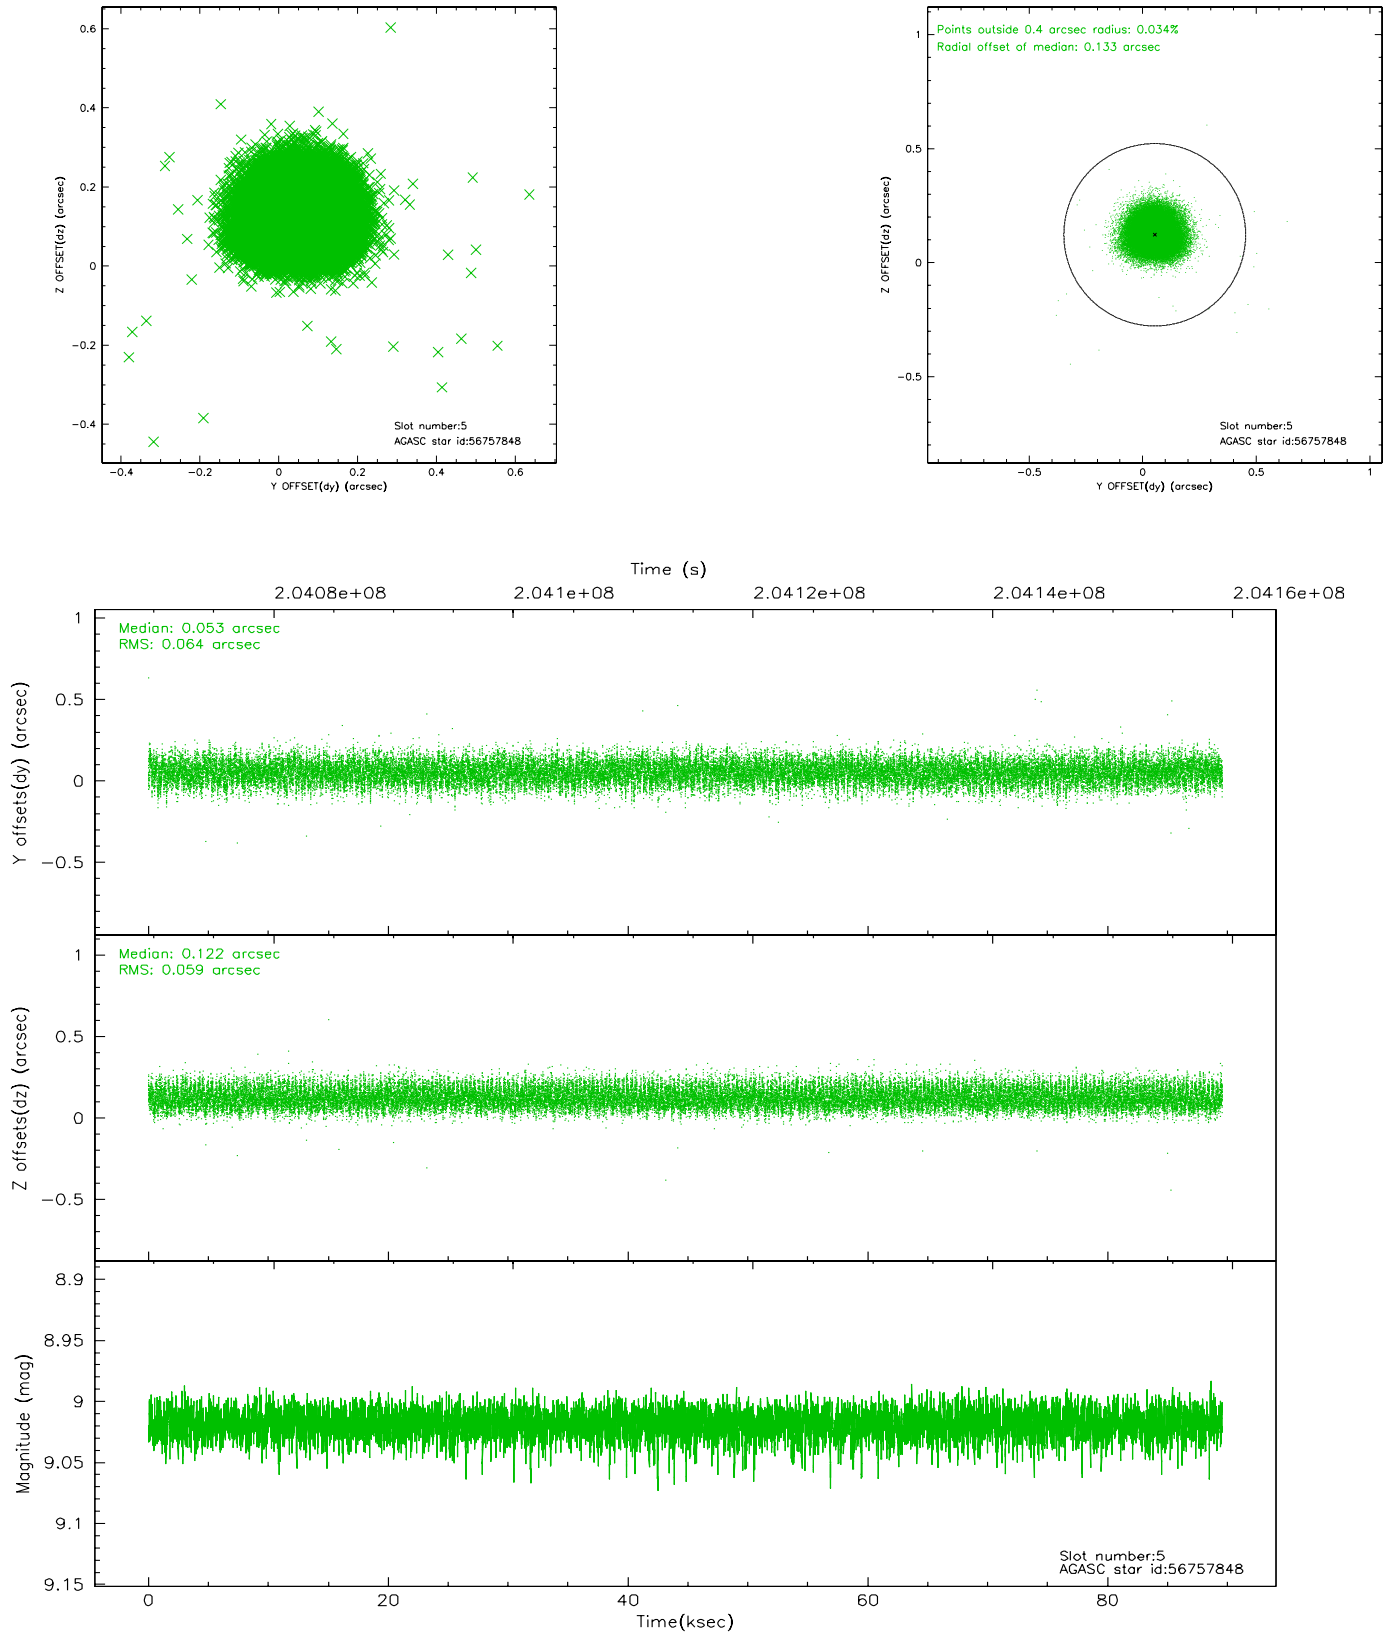 0.6
0.4
0.2
0
−0.2
−0.4
Z OFFSET(dz) (arcsec)
−0.4 −0.2 0 0.2 0.4 0.6
Y OFFSET(dy) (arcsec)
Slot number:5
AGASC star id:56757848
Points outside 0.4 arcsec radius: 0.034%
Radial offset of median: 0.133 arcsec
1
0.5
0
−0.5
Z OFFSET(dz) (arcsec)
−0.5 0 0.5 1
Y OFFSET(dy) (arcsec)
Slot number:5
AGASC star id:56757848
Time (s)
2.0408e+08 2.041e+08 2.0412e+08 2.0414e+08 2.0416e+08
Median: 0.053 arcsec
RMS: 0.064 arcsec
1
0.5
0
−0.5
Y offsets(dy) (arcsec)
Median: 0.122 arcsec
RMS: 0.059 arcsec
1
0.5
0
−0.5
Z offsets(dz) (arcsec)
8.9
8.95
9
9.05
9.1
9.15
Magnitude (mag)
Slot number:5
AGASC star id:56757848
0 20 40 60 80
Time(ksec)